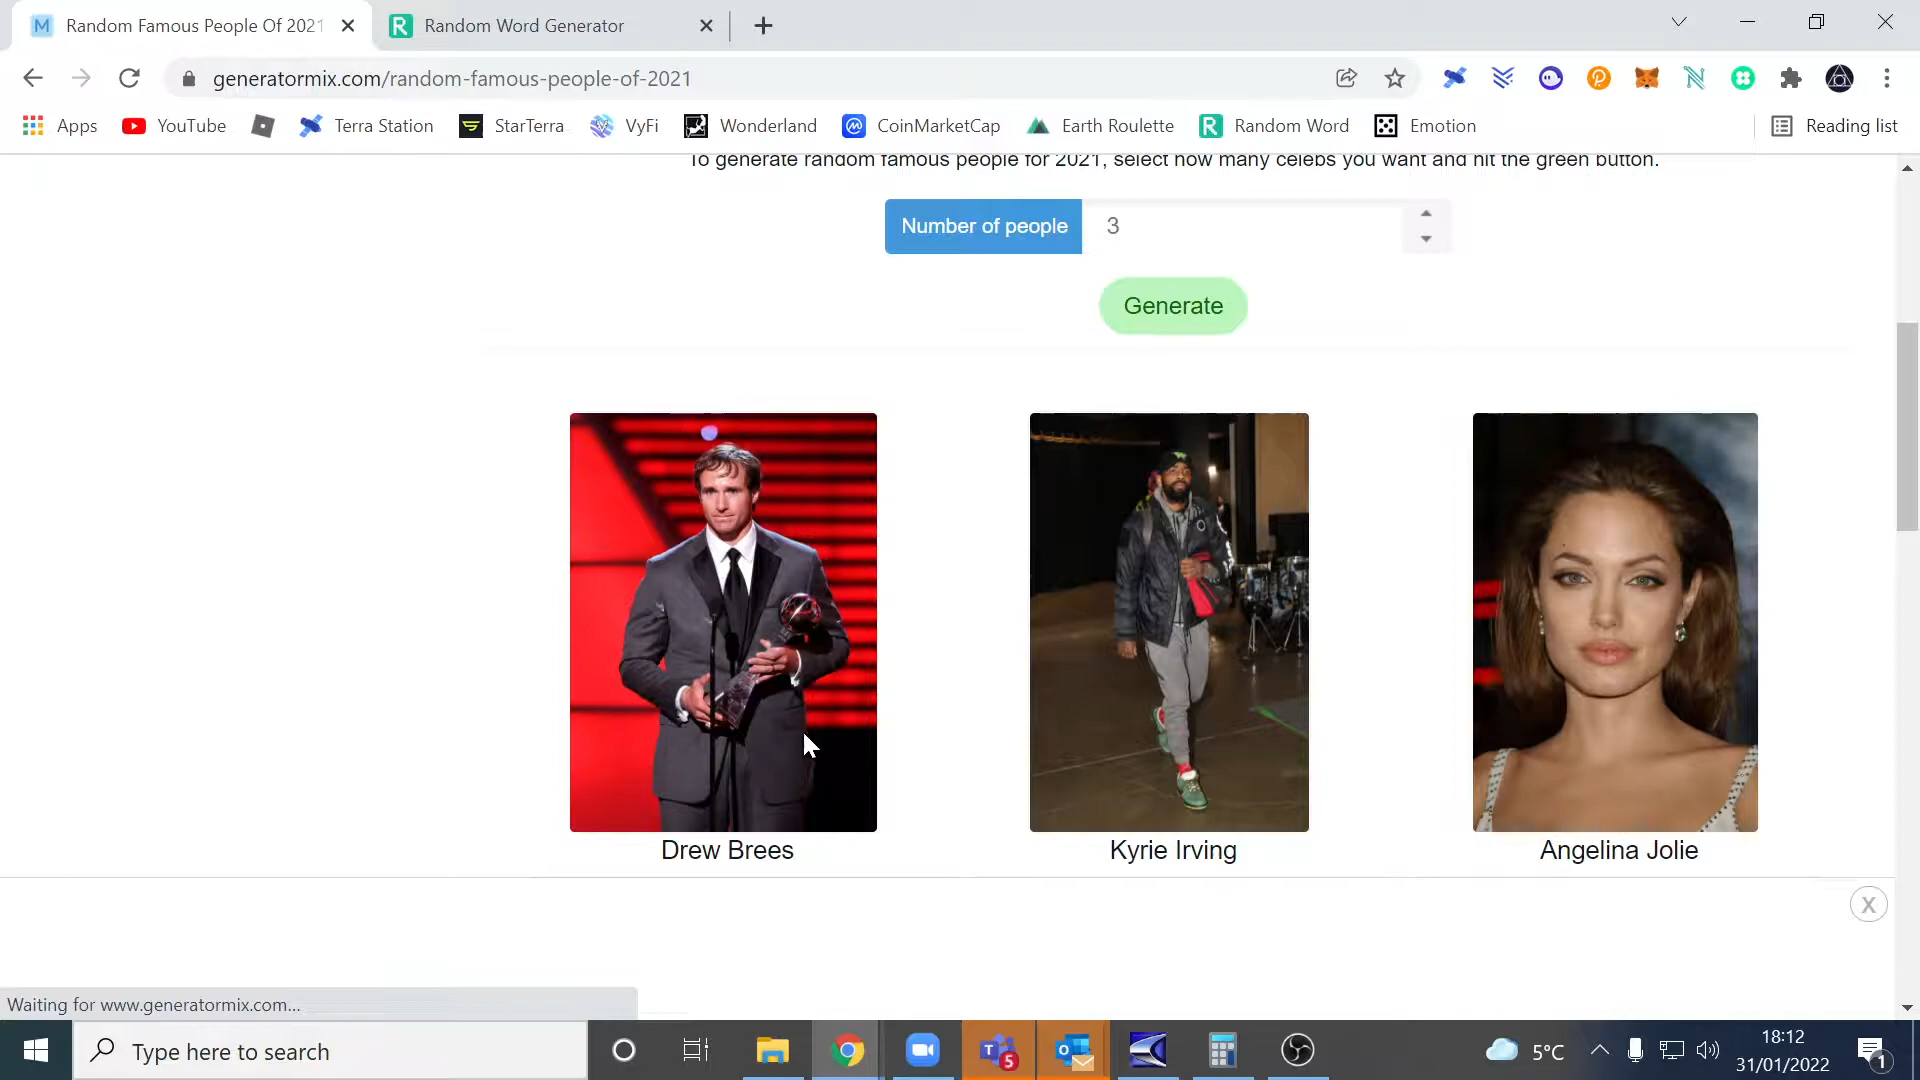 Random Famous People Of 2021
Random Word Generator
generatormix.com/random-famous-people-of-2021
Apps
YouTube
Terra Station
StarTerra
VyFi
Wonderland
CoinMarketCap
Earth Roulette
Random Word
Emotion
Reading list
To generate random famous people for 2021, select how many celebs you want and hit the green button.
Number of people
3
Generate
Drew Brees
Kyrie Irving
Angelina Jolie
X
Waiting for www.generatormix.com...
Type here to search
5
5°C
18:12
31/01/2022
1